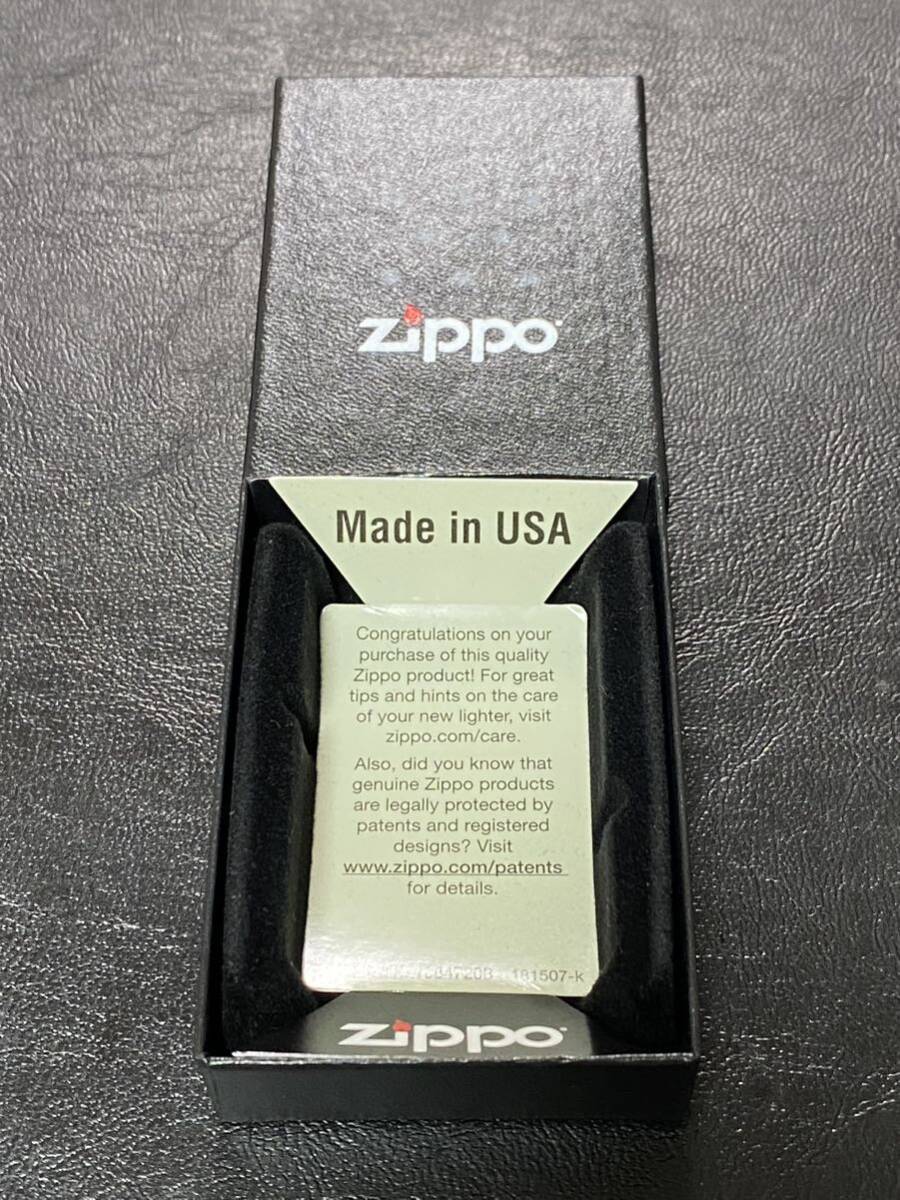 zippo
Made in USA
Congratulations on your
purchase of this quality
Zippo product! For great
tips and hints on the care
of your new lighter, visit
zippo.com/care.
Also, did you know that
genuine Zippo products
are legally protected by
patents and registered
designs? Visit
www.zippo.com/patents
for details.
181507-k
zippo